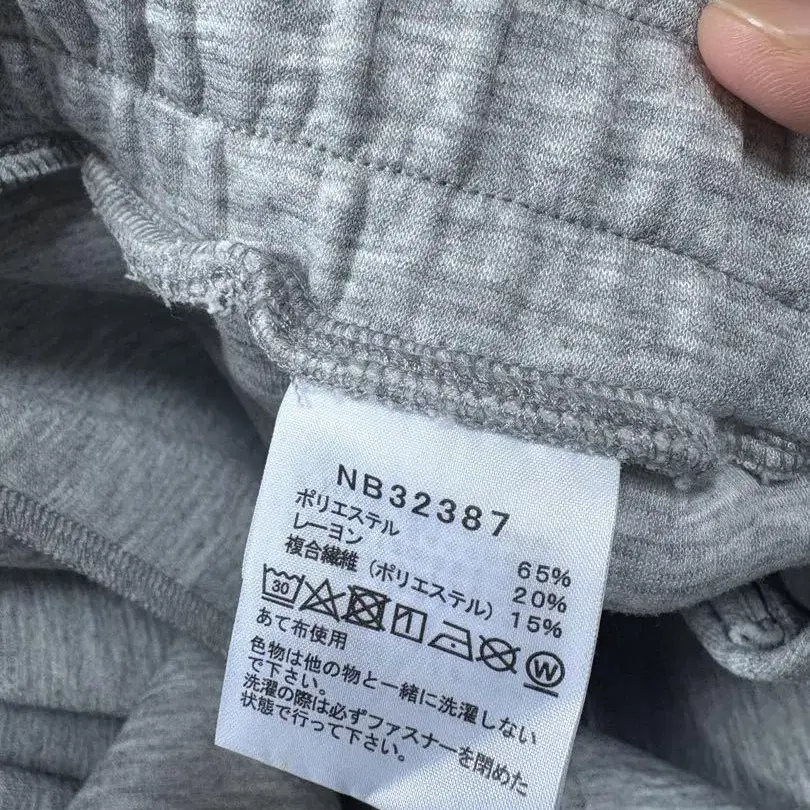 NB32387
ポリエステル 65%
レーヨン 20%
複合繊維（ポリエステル） 15%
30 W
あて布使用
色物は他の物と一緒に洗濯しない
で下さい。
洗濯の際は必ずファスナーを閉めた
状態で行って下さい。